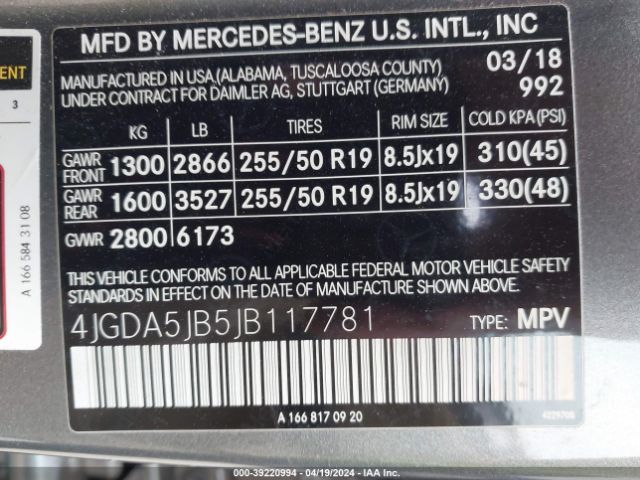 MFD BY MERCEDES-BENZ U.S. INTL., INC
MANUFACTURED IN USA (ALABAMA, TUSCALOOSA COUNTY)
UNDER CONTRACT FOR DAIMLER AG, STUTTGART (GERMANY)
03/18
992
KG LB TIRES RIM SIZE COLD KPA (PSI)
GAWR FRONT 1300 2866 255/50 R19 8.5Jx19 310(45)
GAWR REAR 1600 3527 255/50 R19 8.5Jx19 330(48)
GVWR 2800 6173
THIS VEHICLE CONFORMS TO ALL APPLICABLE FEDERAL MOTOR VEHICLE SAFETY
STANDARDS IN EFFECT ON THE DATE OF MANUFACTURE SHOWN ABOVE.
4JGDA5JB5JB117781 TYPE: MPV
A 166 817 09 20
ENT
3
A 166 584 31 08
000-39220994 - 04/19/2024 - IAA Inc.